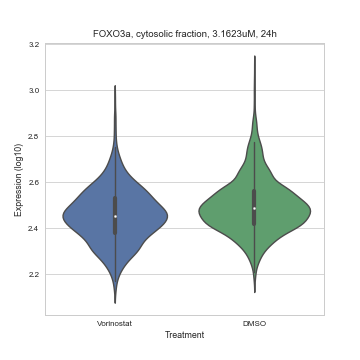 FOXO3a, cytosolic fraction, 3.1623uM, 24h
3.2
3.0
2.8
2.6
2.4
2.2
Expression (log10)
Vorinostat DMSO
Treatment